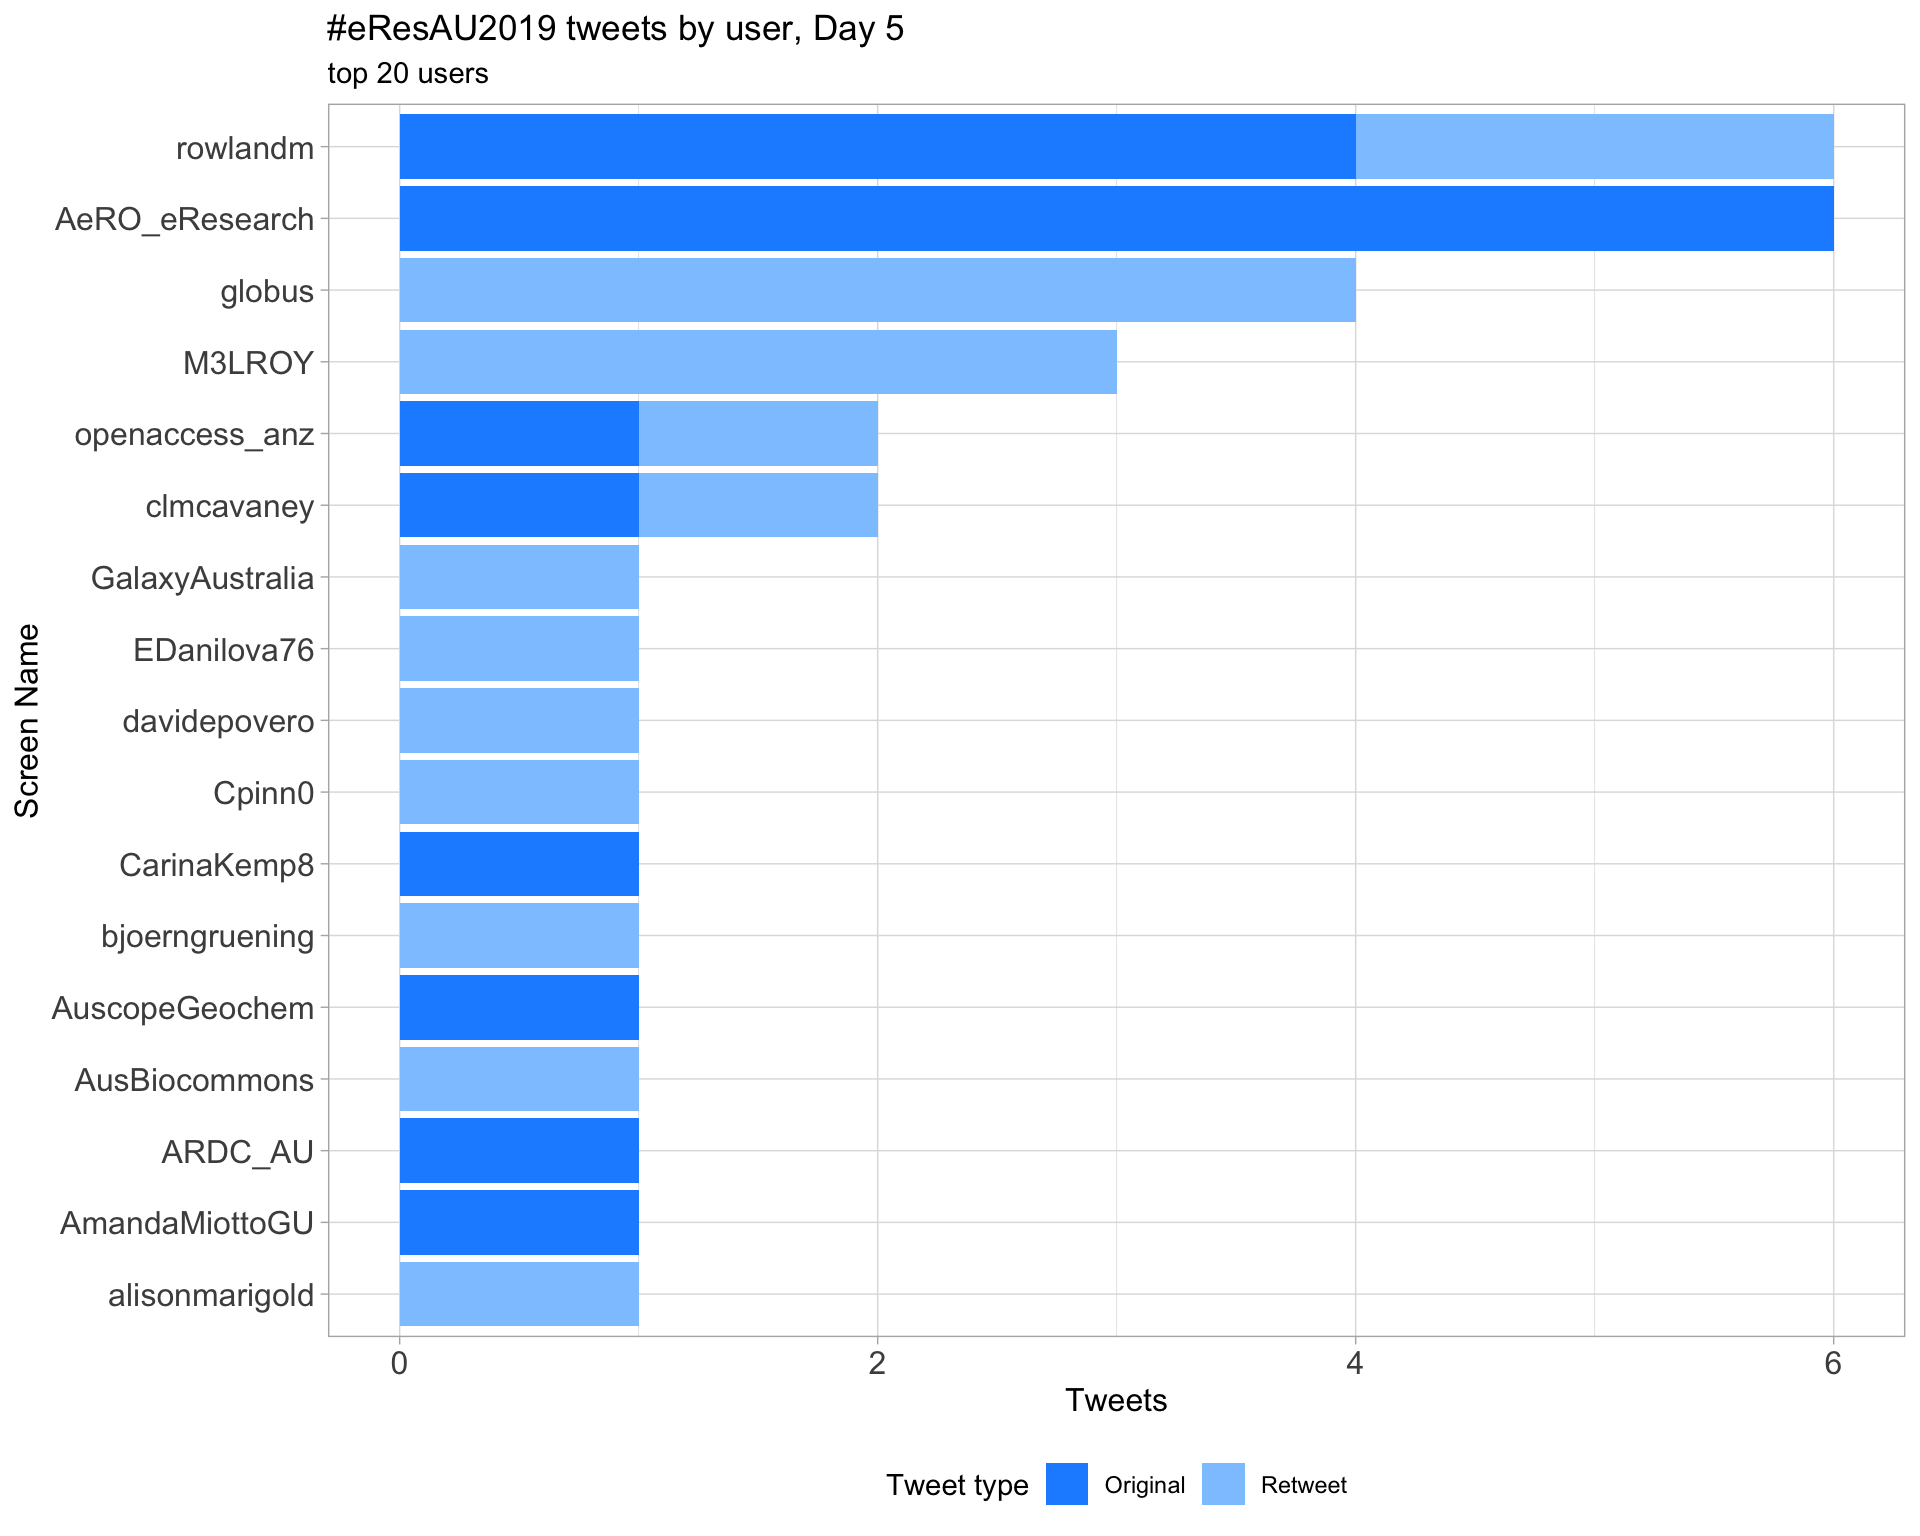 #eResAU2019 tweets by user, Day 5
top 20 users
Screen Name
rowlandm
AeRO_eResearch
globus
M3LROY
openaccess_anz
clmcavaney
GalaxyAustralia
EDanilova76
davidepovero
Cpinn0
CarinaKemp8
bjoerngruening
AuscopeGeochem
AusBiocommons
ARDC_AU
AmandaMiottoGU
alisonmarigold
0 2 4 6
Tweets
Tweet type Original Retweet